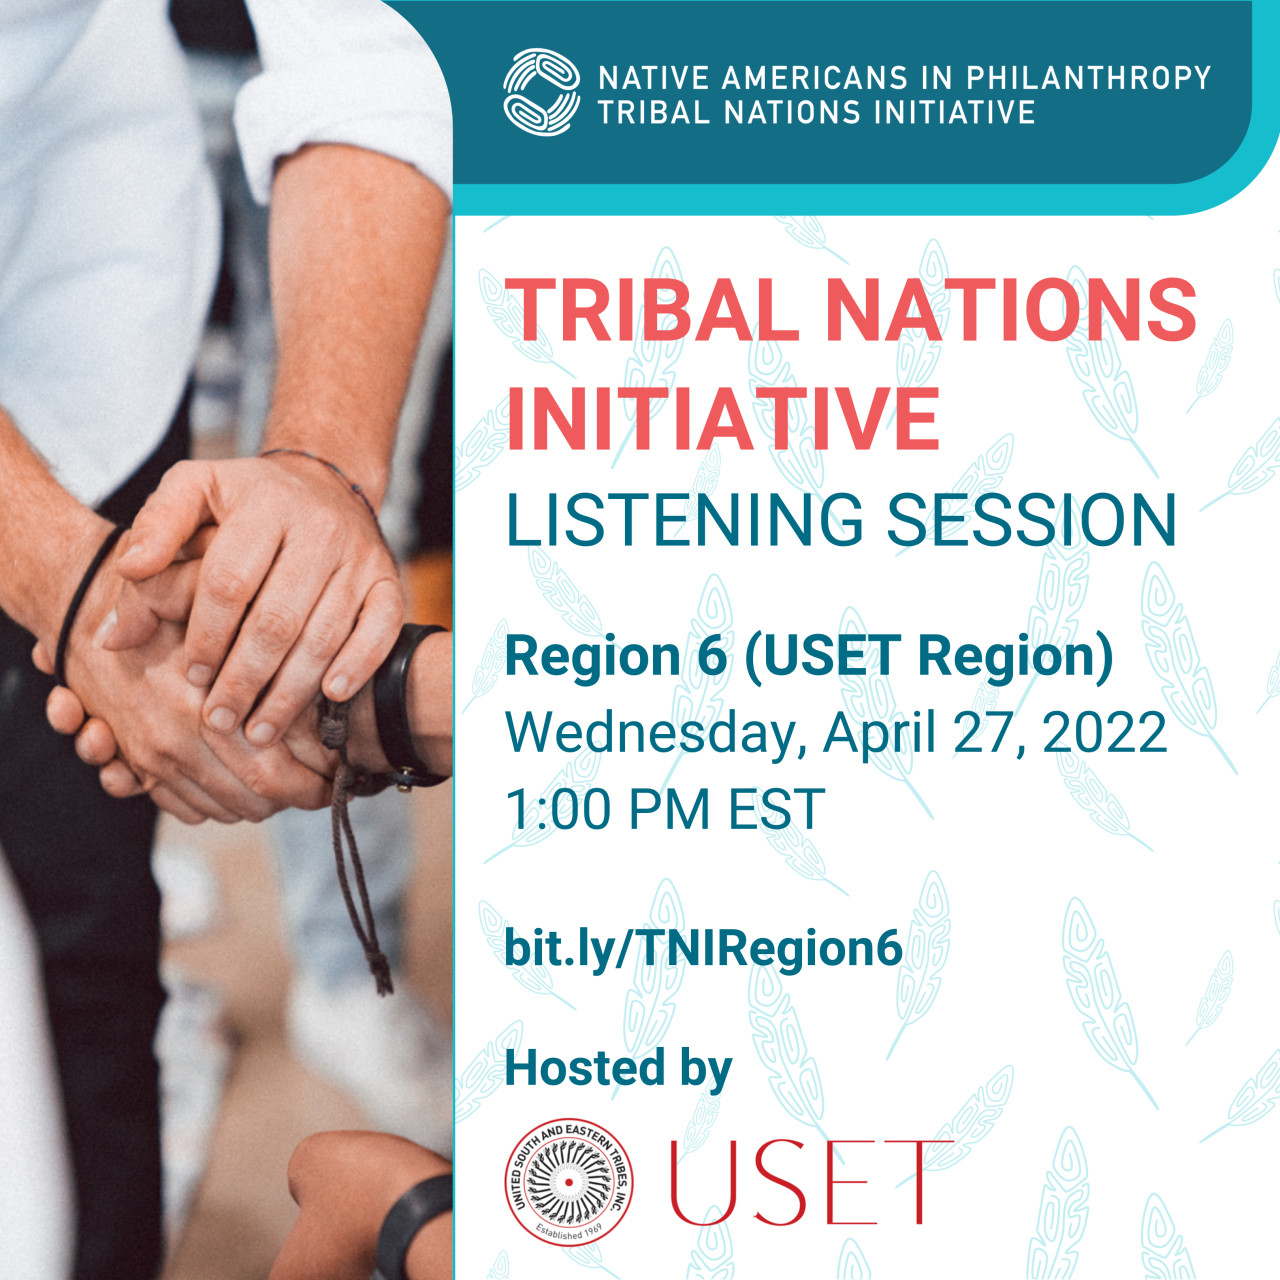 NATIVE AMERICANS IN PHILANTHROPY
TRIBAL NATIONS INITIATIVE
TRIBAL NATIONS
INITIATIVE
LISTENING SESSION
Region 6 (USET Region)
Wednesday, April 27, 2022
1:00 PM EST
bit.ly/TNIRegion6
Hosted by
UNITED SOUTH AND EASTERN TRIBES, INC.
Established 1969
USET